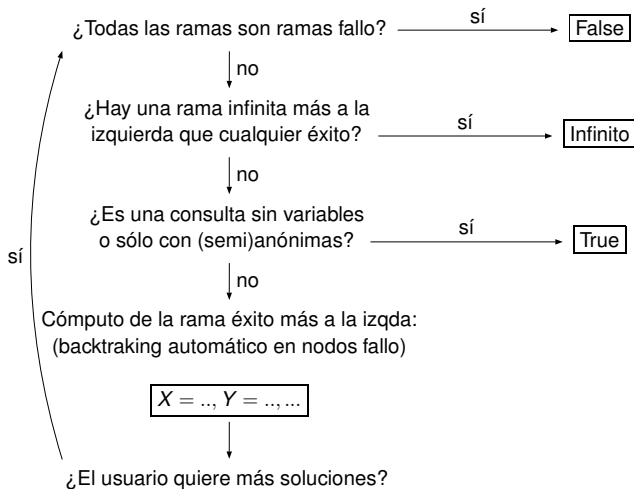 ¿Todas las ramas son ramas fallo?
sí
False
no
¿Hay una rama infinita más a la
izquierda que cualquier éxito?
sí
Infinito
no
¿Es una consulta sin variables
o sólo con (semi)anónimas?
sí
True
sí
no
Cómputo de la rama éxito más a la izqda:
(backtraking automático en nodos fallo)
X = .., Y = .., ...
¿El usuario quiere más soluciones?